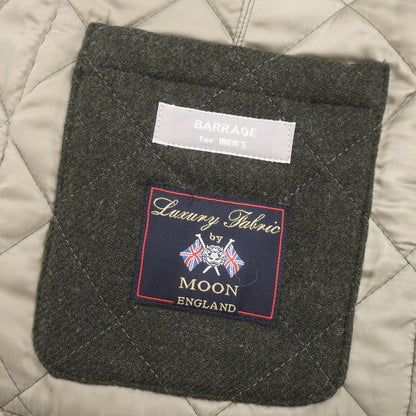 BARRAGE
for MEN'S
Luxury Fabric
by
MOON
ENGLAND